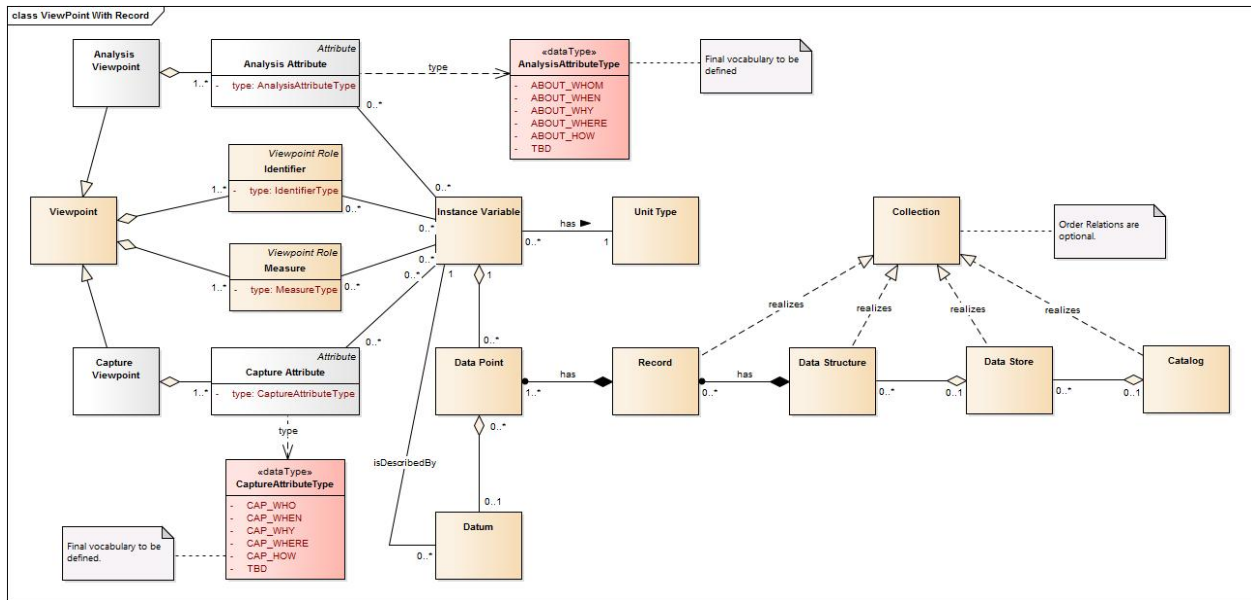 class ViewPoint With Record
Analysis
Viewpoint
1..*
Attribute
Analysis Attribute
- type: AnalysisAttributeType
0..*
type
«dataType»
AnalysisAttributeType
- ABOUT_WHOM
- ABOUT_WHEN
- ABOUT_WHY
- ABOUT_WHERE
- ABOUT_HOW
- TBD
Final vocabulary to be
defined
Viewpoint
1..*
Viewpoint Role
Identifier
- type: IdentifierType
0..*
1..*
Viewpoint Role
Measure
- type: MeasureType
0..*
0..*
Instance Variable
0..*
0..*
0..*
1
1
has
0..*
1
Unit Type
Collection
Order Relations are
optional.
realizes
realizes
realizes
realizes
Capture
Viewpoint
1..*
Attribute
Capture Attribute
- type: CaptureAttributeType
0..*
type
0..*
Data Point
has
1..*
Record
has
0..*
Data Structure
0..*
0..1
Data Store
0..*
0..1
Catalog
0..*
isDescribedBy
0..1
Datum
0..*
«dataType»
CaptureAttributeType
- CAP_WHO
- CAP_WHEN
- CAP_WHY
- CAP_WHERE
- CAP_HOW
- TBD
Final vocabulary to be
defined.